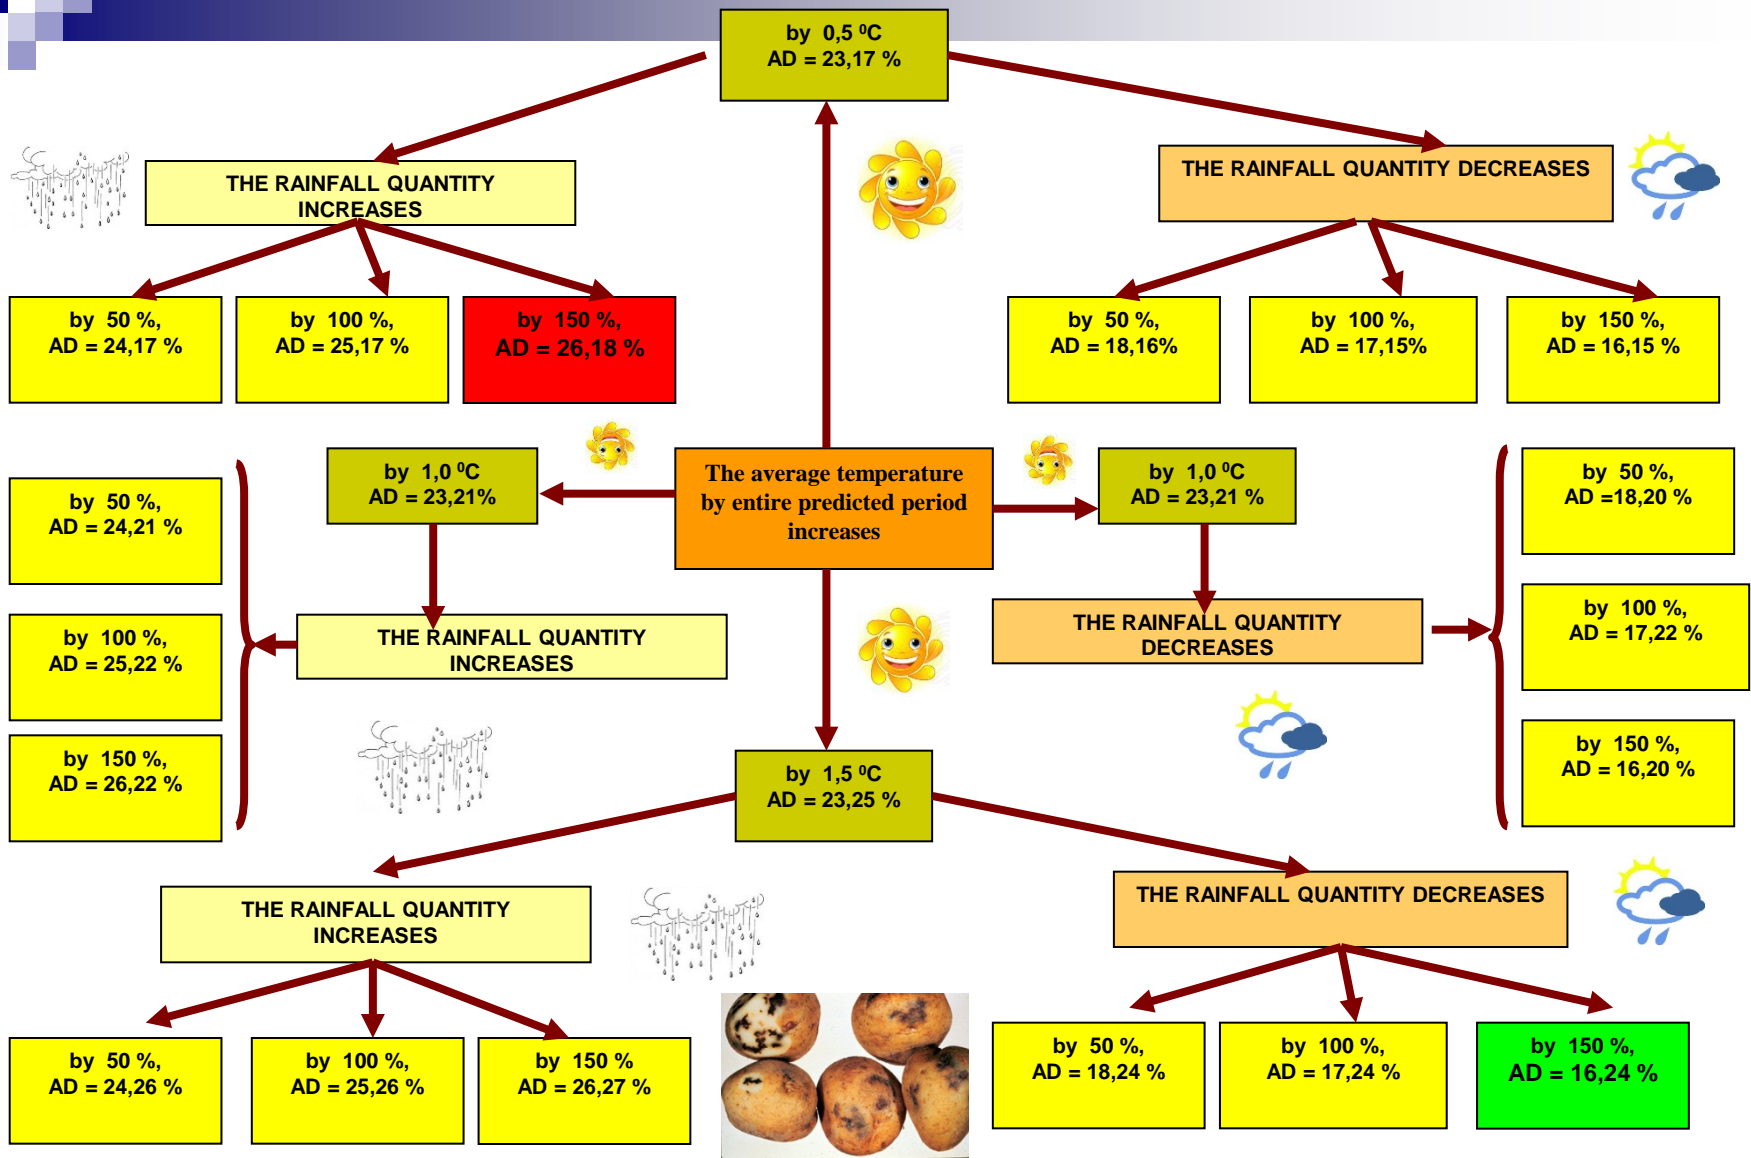 by 0,5 ⁰C
AD = 23,17 %
THE RAINFALL QUANTITY
INCREASES
THE RAINFALL QUANTITY DECREASES
by 50 %,
AD = 24,17 %
by 100 %,
AD = 25,17 %
by 150 %,
AD = 26,18 %
by 50 %,
AD = 18,16%
by 100 %,
AD = 17,15%
by 150 %,
AD = 16,15 %
by 1,0 ⁰C
AD = 23,21%
The average temperature
by entire predicted period
increases
by 1,0 ⁰C
AD = 23,21 %
by 50 %,
AD = 24,21 %
by 100 %,
AD = 25,22 %
by 150 %,
AD = 26,22 %
THE RAINFALL QUANTITY
INCREASES
THE RAINFALL QUANTITY
DECREASES
by 50 %,
AD =18,20 %
by 100 %,
AD = 17,22 %
by 150 %,
AD = 16,20 %
by 1,5 ⁰C
AD = 23,25 %
THE RAINFALL QUANTITY
INCREASES
THE RAINFALL QUANTITY DECREASES
by 50 %,
AD = 24,26 %
by 100 %,
AD = 25,26 %
by 150 %
AD = 26,27 %
by 50 %,
AD = 18,24 %
by 100 %,
AD = 17,24 %
by 150 %,
AD = 16,24 %